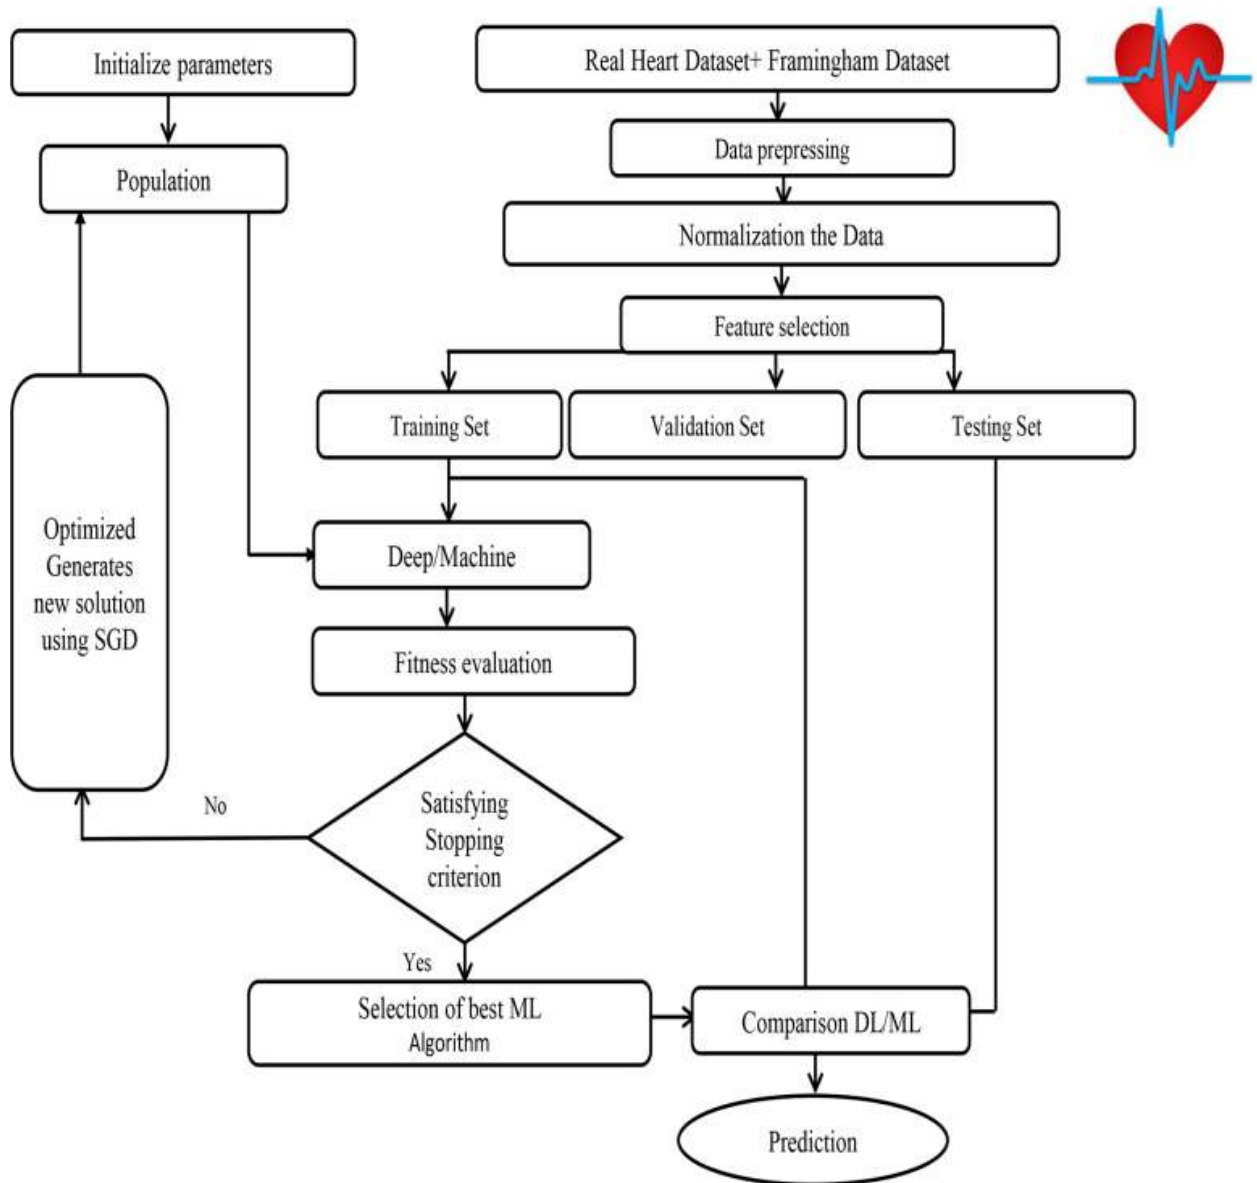 Initialize parameters
Real Heart Dataset+ Framingham Dataset
Population
Data prepressing
Normalization the Data
Feature selection
Training Set
Validation Set
Testing Set
Optimized
Generates
new solution
using SGD
Deep/Machine
Fitness evaluation
No
Satisfying
Stopping
criterion
Yes
Selection of best ML
Algorithm
Comparison DL/ML
Prediction